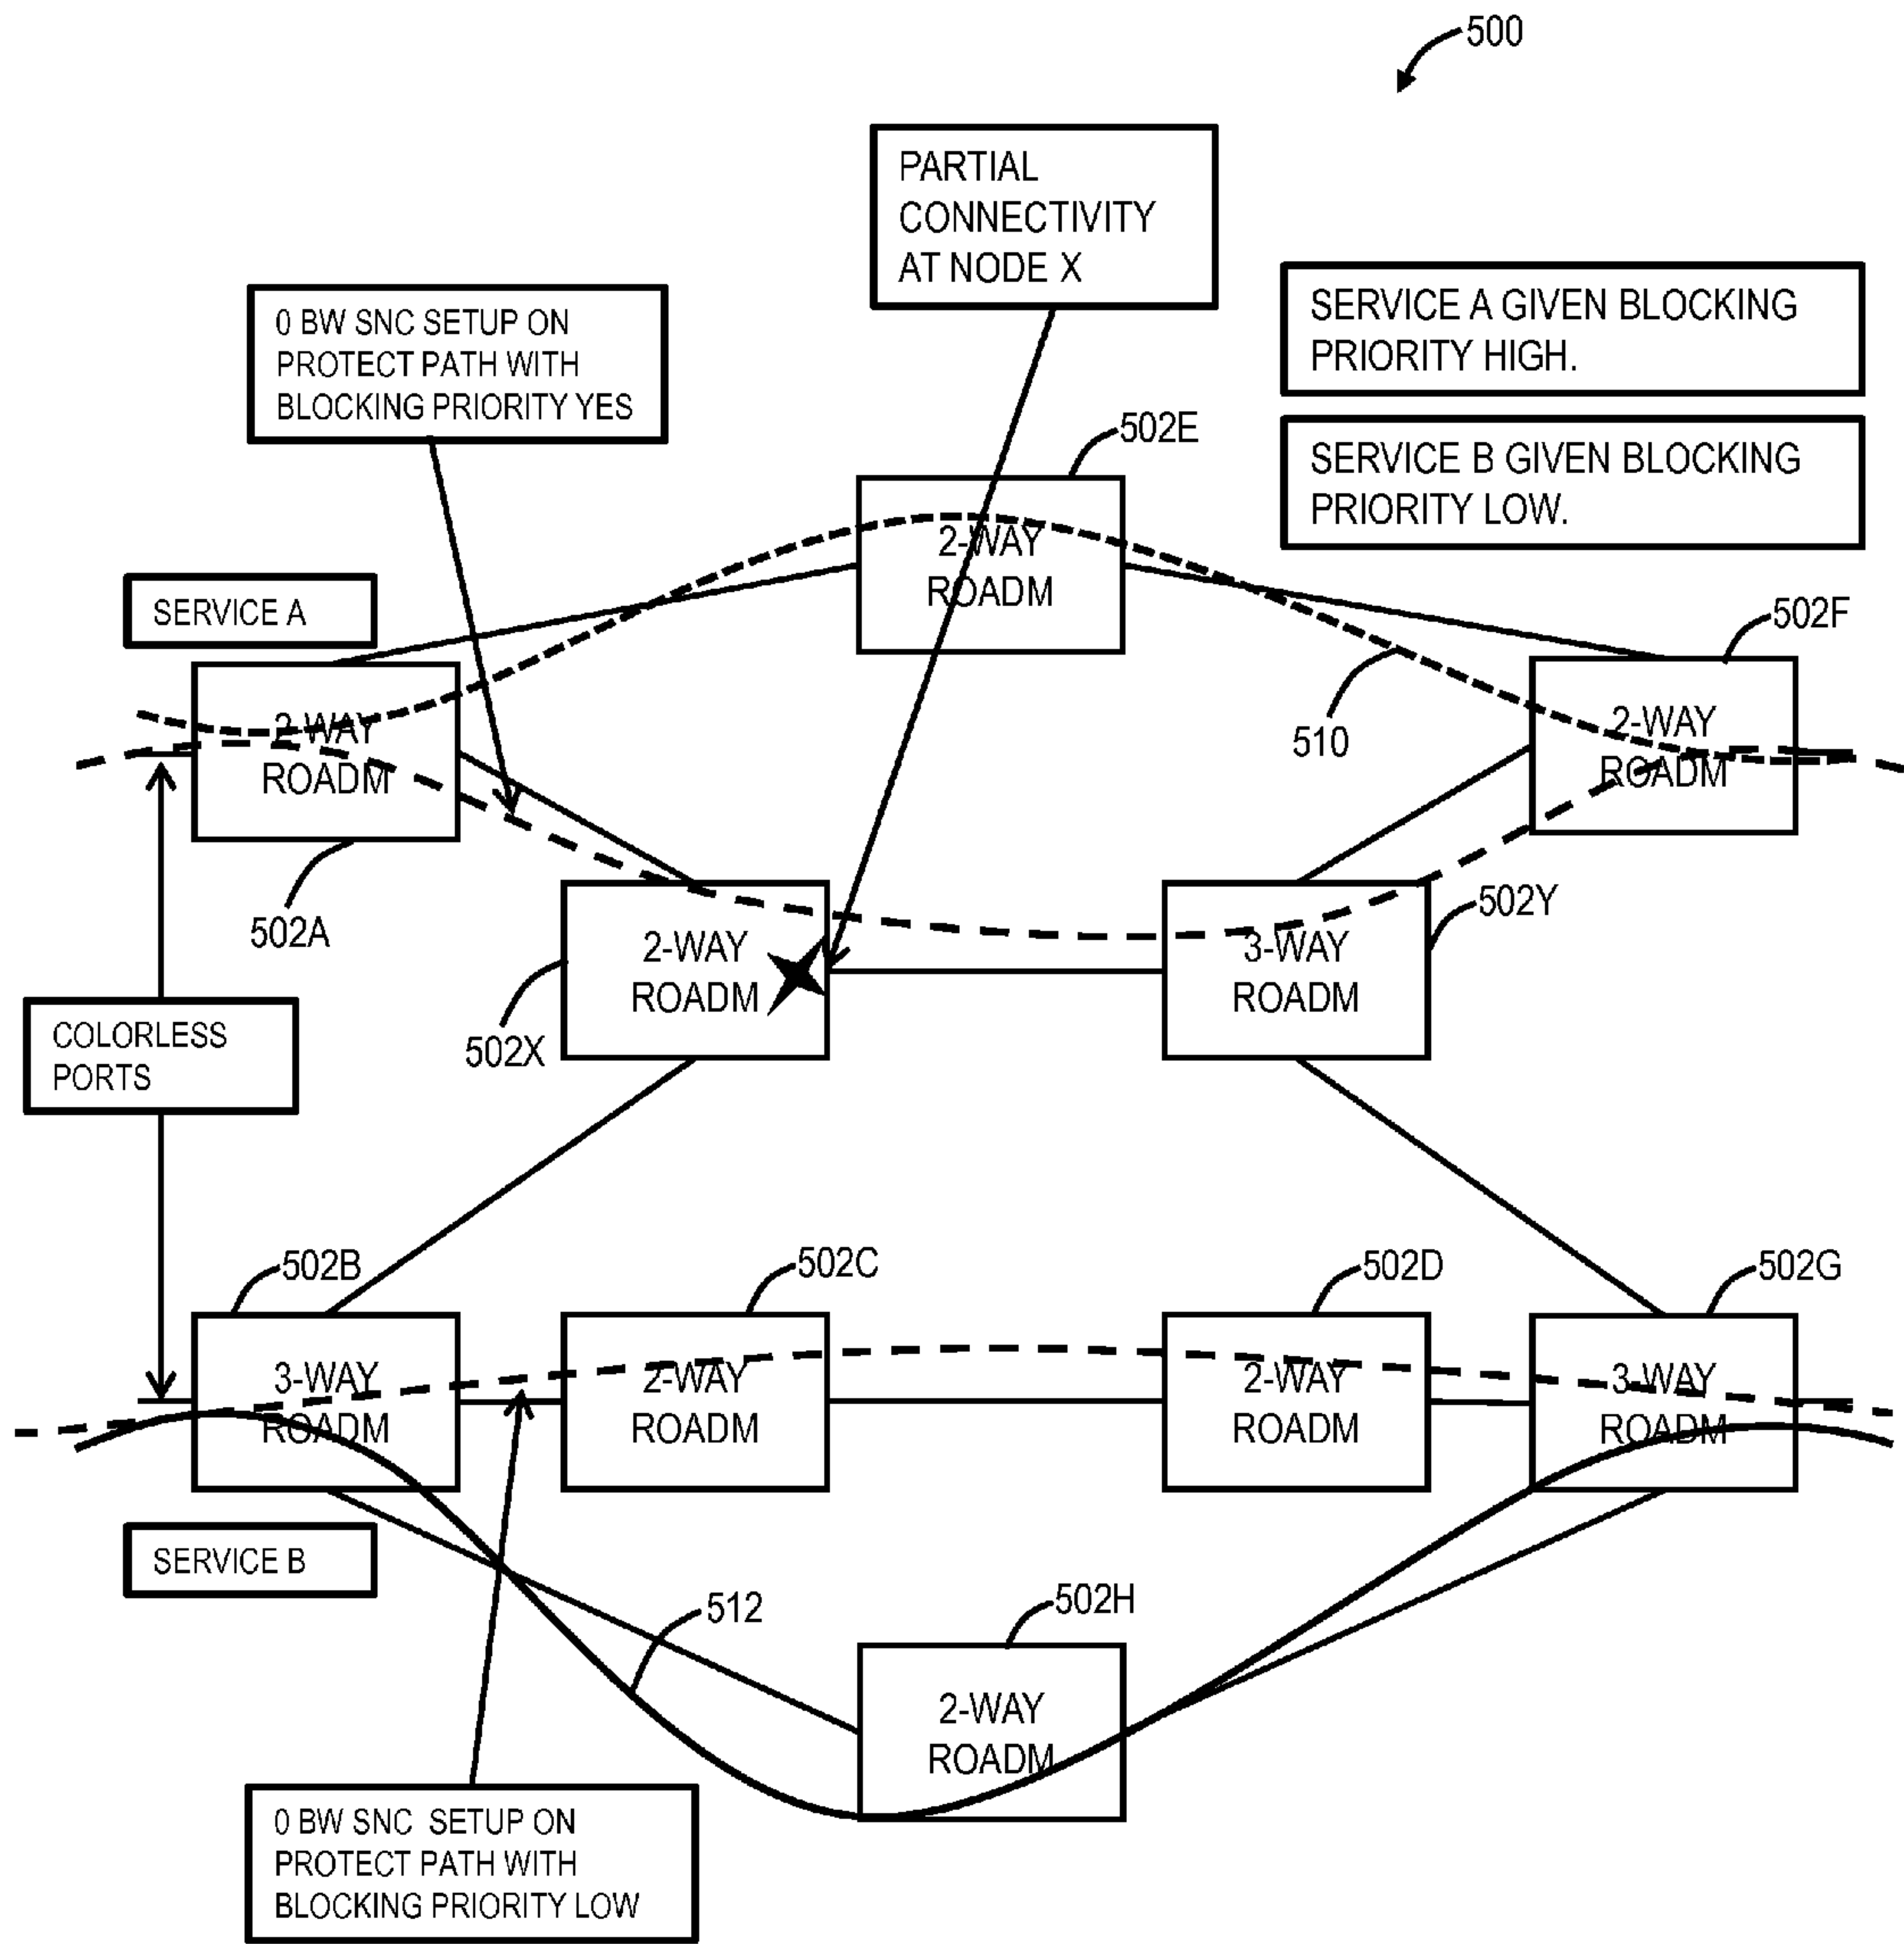 500
PARTIAL
CONNECTIVITY
AT NODE X
SERVICE A GIVEN BLOCKING
PRIORITY HIGH.
0 BW SNC SETUP ON
PROTECT PATH WITH
BLOCKING PRIORITY YES
SERVICE B GIVEN BLOCKING
PRIORITY LOW.
502E
2-WAY
ROADM
SERVICE A
502F
2-WAY
ROADM
510
2-WAY
ROADM
502A
502Y
2-WAY
ROADM
3-WAY
ROADM
502X
COLORLESS
PORTS
502B
502C
502D
502G
3-WAY
ROADM
2-WAY
ROADM
2-WAY
ROADM
3-WAY
ROADM
SERVICE B
512
502H
2-WAY
ROADM
0 BW SNC SETUP ON
PROTECT PATH WITH
BLOCKING PRIORITY LOW